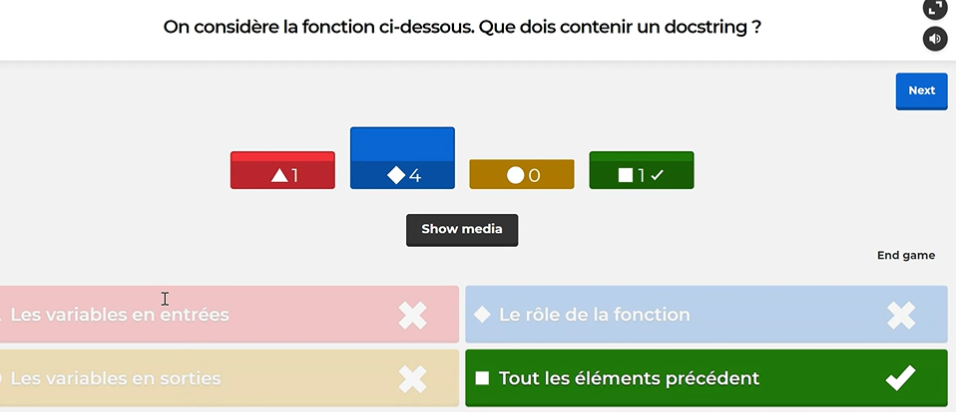 On considère la fonction ci-dessous. Que dois contenir un docstring ?
Next
1
4
0
1
Show media
End game
Les variables en entrées
Le rôle de la fonction
Les variables en sorties
Tout les éléments précédent